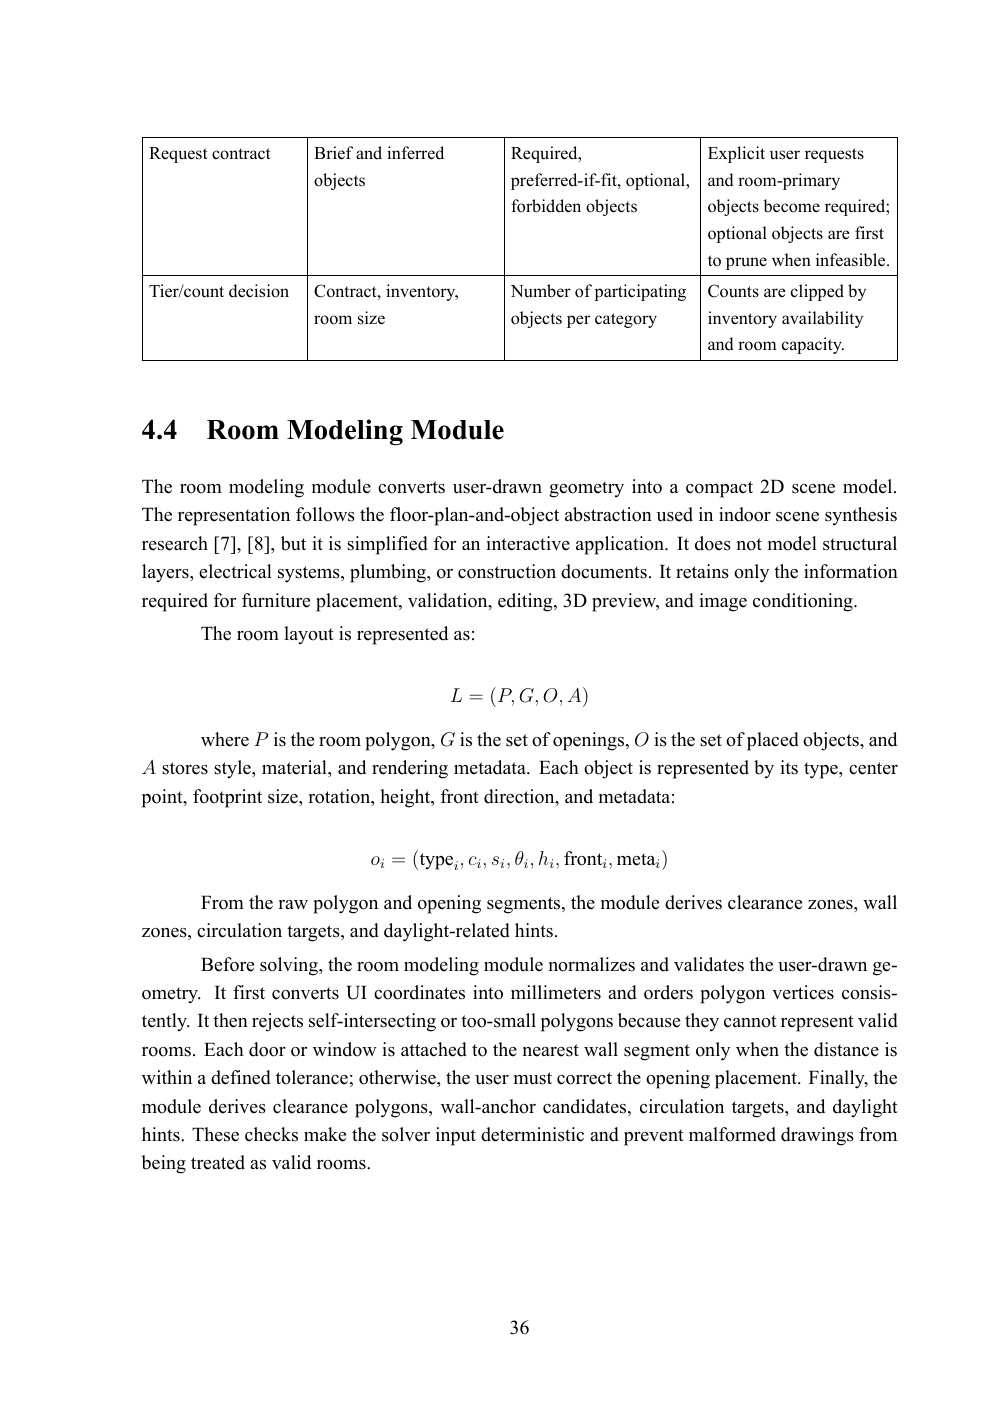 Request contract
Brief and inferred
objects
Required,
preferred-if-fit, optional,
forbidden objects
Explicit user requests
and room-primary
objects become required;
optional objects are first
to prune when infeasible.
Tier/count decision
Contract, inventory,
room size
Number of participating
objects per category
Counts are clipped by
inventory availability
and room capacity.
4.4 Room Modeling Module
The room modeling module converts user-drawn geometry into a compact 2D scene model.
The representation follows the floor-plan-and-object abstraction used in indoor scene synthesis
research [7], [8], but it is simplified for an interactive application. It does not model structural
layers, electrical systems, plumbing, or construction documents. It retains only the information
required for furniture placement, validation, editing, 3D preview, and image conditioning.
The room layout is represented as:
L = (P, G, O, A)
where P is the room polygon, G is the set of openings, O is the set of placed objects, and
A stores style, material, and rendering metadata. Each object is represented by its type, center
point, footprint size, rotation, height, front direction, and metadata:
oᵢ = (typeᵢ, cᵢ, sᵢ, θᵢ, hᵢ, frontᵢ, metaᵢ)
From the raw polygon and opening segments, the module derives clearance zones, wall
zones, circulation targets, and daylight-related hints.
Before solving, the room modeling module normalizes and validates the user-drawn ge-
ometry. It first converts UI coordinates into millimeters and orders polygon vertices consis-
tently. It then rejects self-intersecting or too-small polygons because they cannot represent valid
rooms. Each door or window is attached to the nearest wall segment only when the distance is
within a defined tolerance; otherwise, the user must correct the opening placement. Finally, the
module derives clearance polygons, wall-anchor candidates, circulation targets, and daylight
hints. These checks make the solver input deterministic and prevent malformed drawings from
being treated as valid rooms.
36